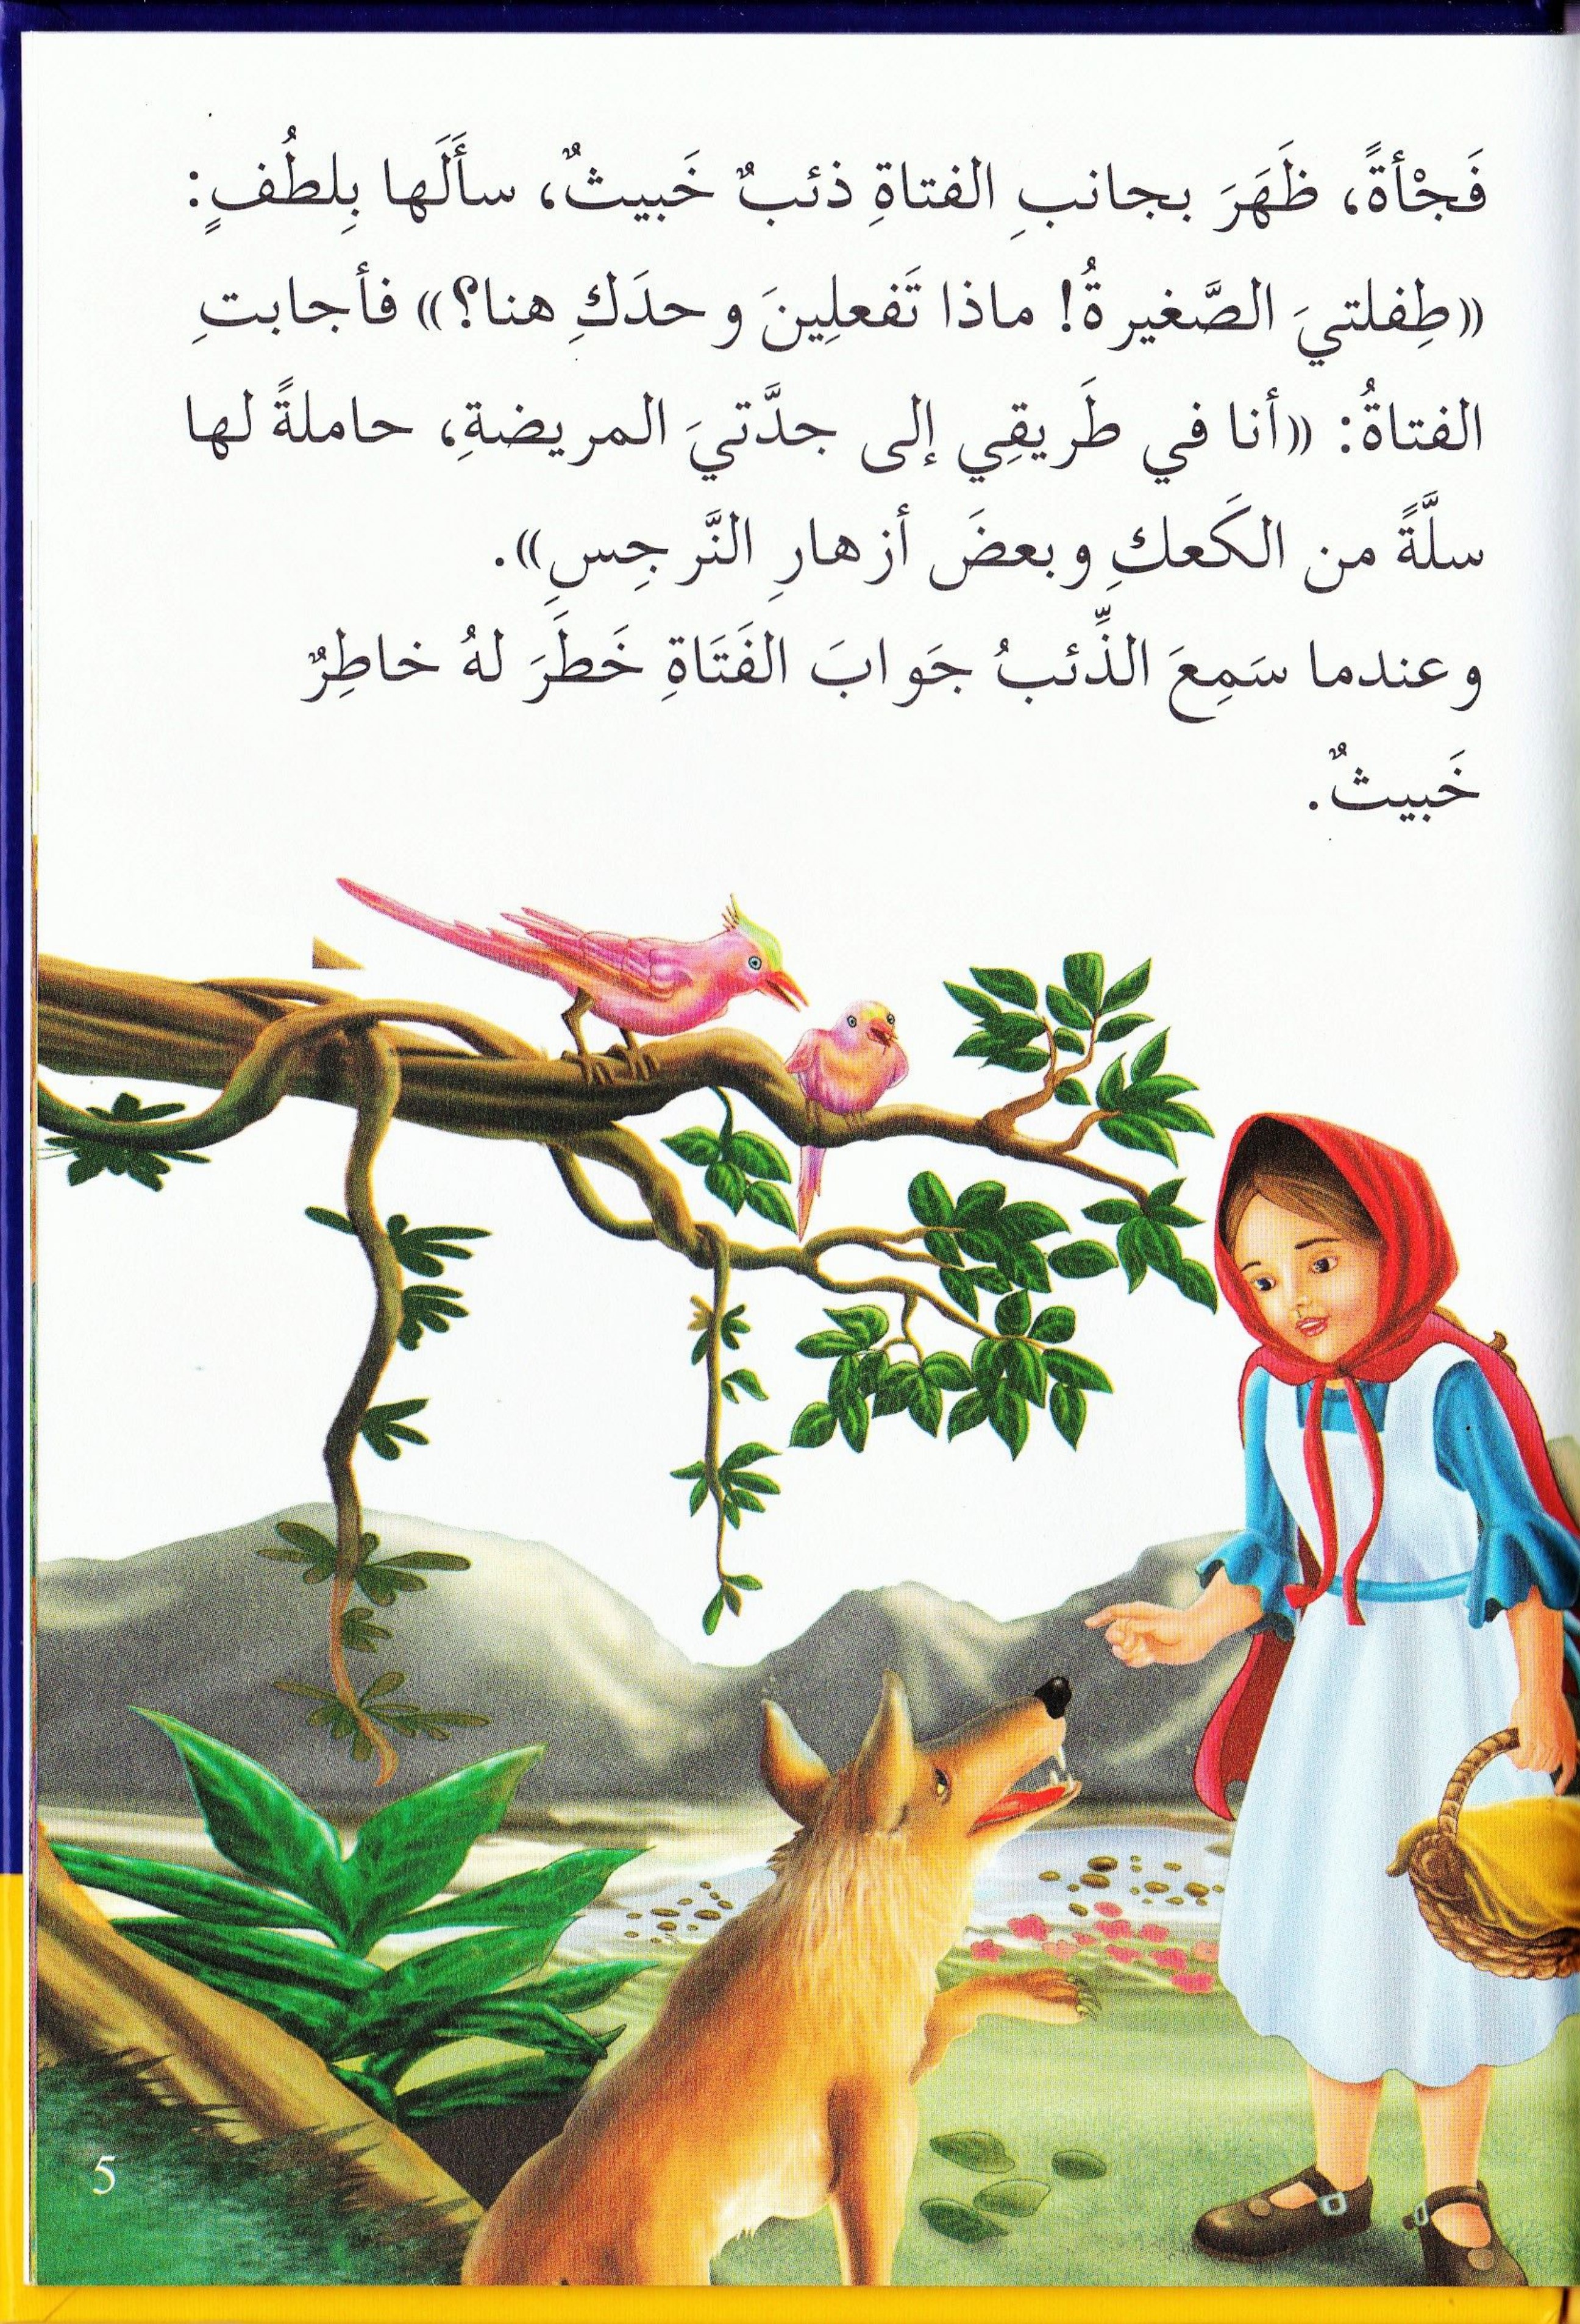 فَجْأةً، ظَهَرَ بجانبِ الفتاةِ ذئبٌ خَبيثٌ، سأَلَها بِلطُفٍ:
«طِفلتيَ الصَّغيرةُ! ماذا تَفعلِينَ وحدَكِ هنا؟» فأجابتِ
الفتاةُ: «أنا في طَريقِي إلى جدَّتيَ المريضةِ، حاملةً لها
سلَّةً من الكَعكِ وبعضَ أزهارِ النَّرجِسِ».
وعندما سَمِعَ الذِّئبُ جَوابَ الفَتَاةِ خَطَرَ لهُ خاطِرٌ
خَبيثٌ.
5